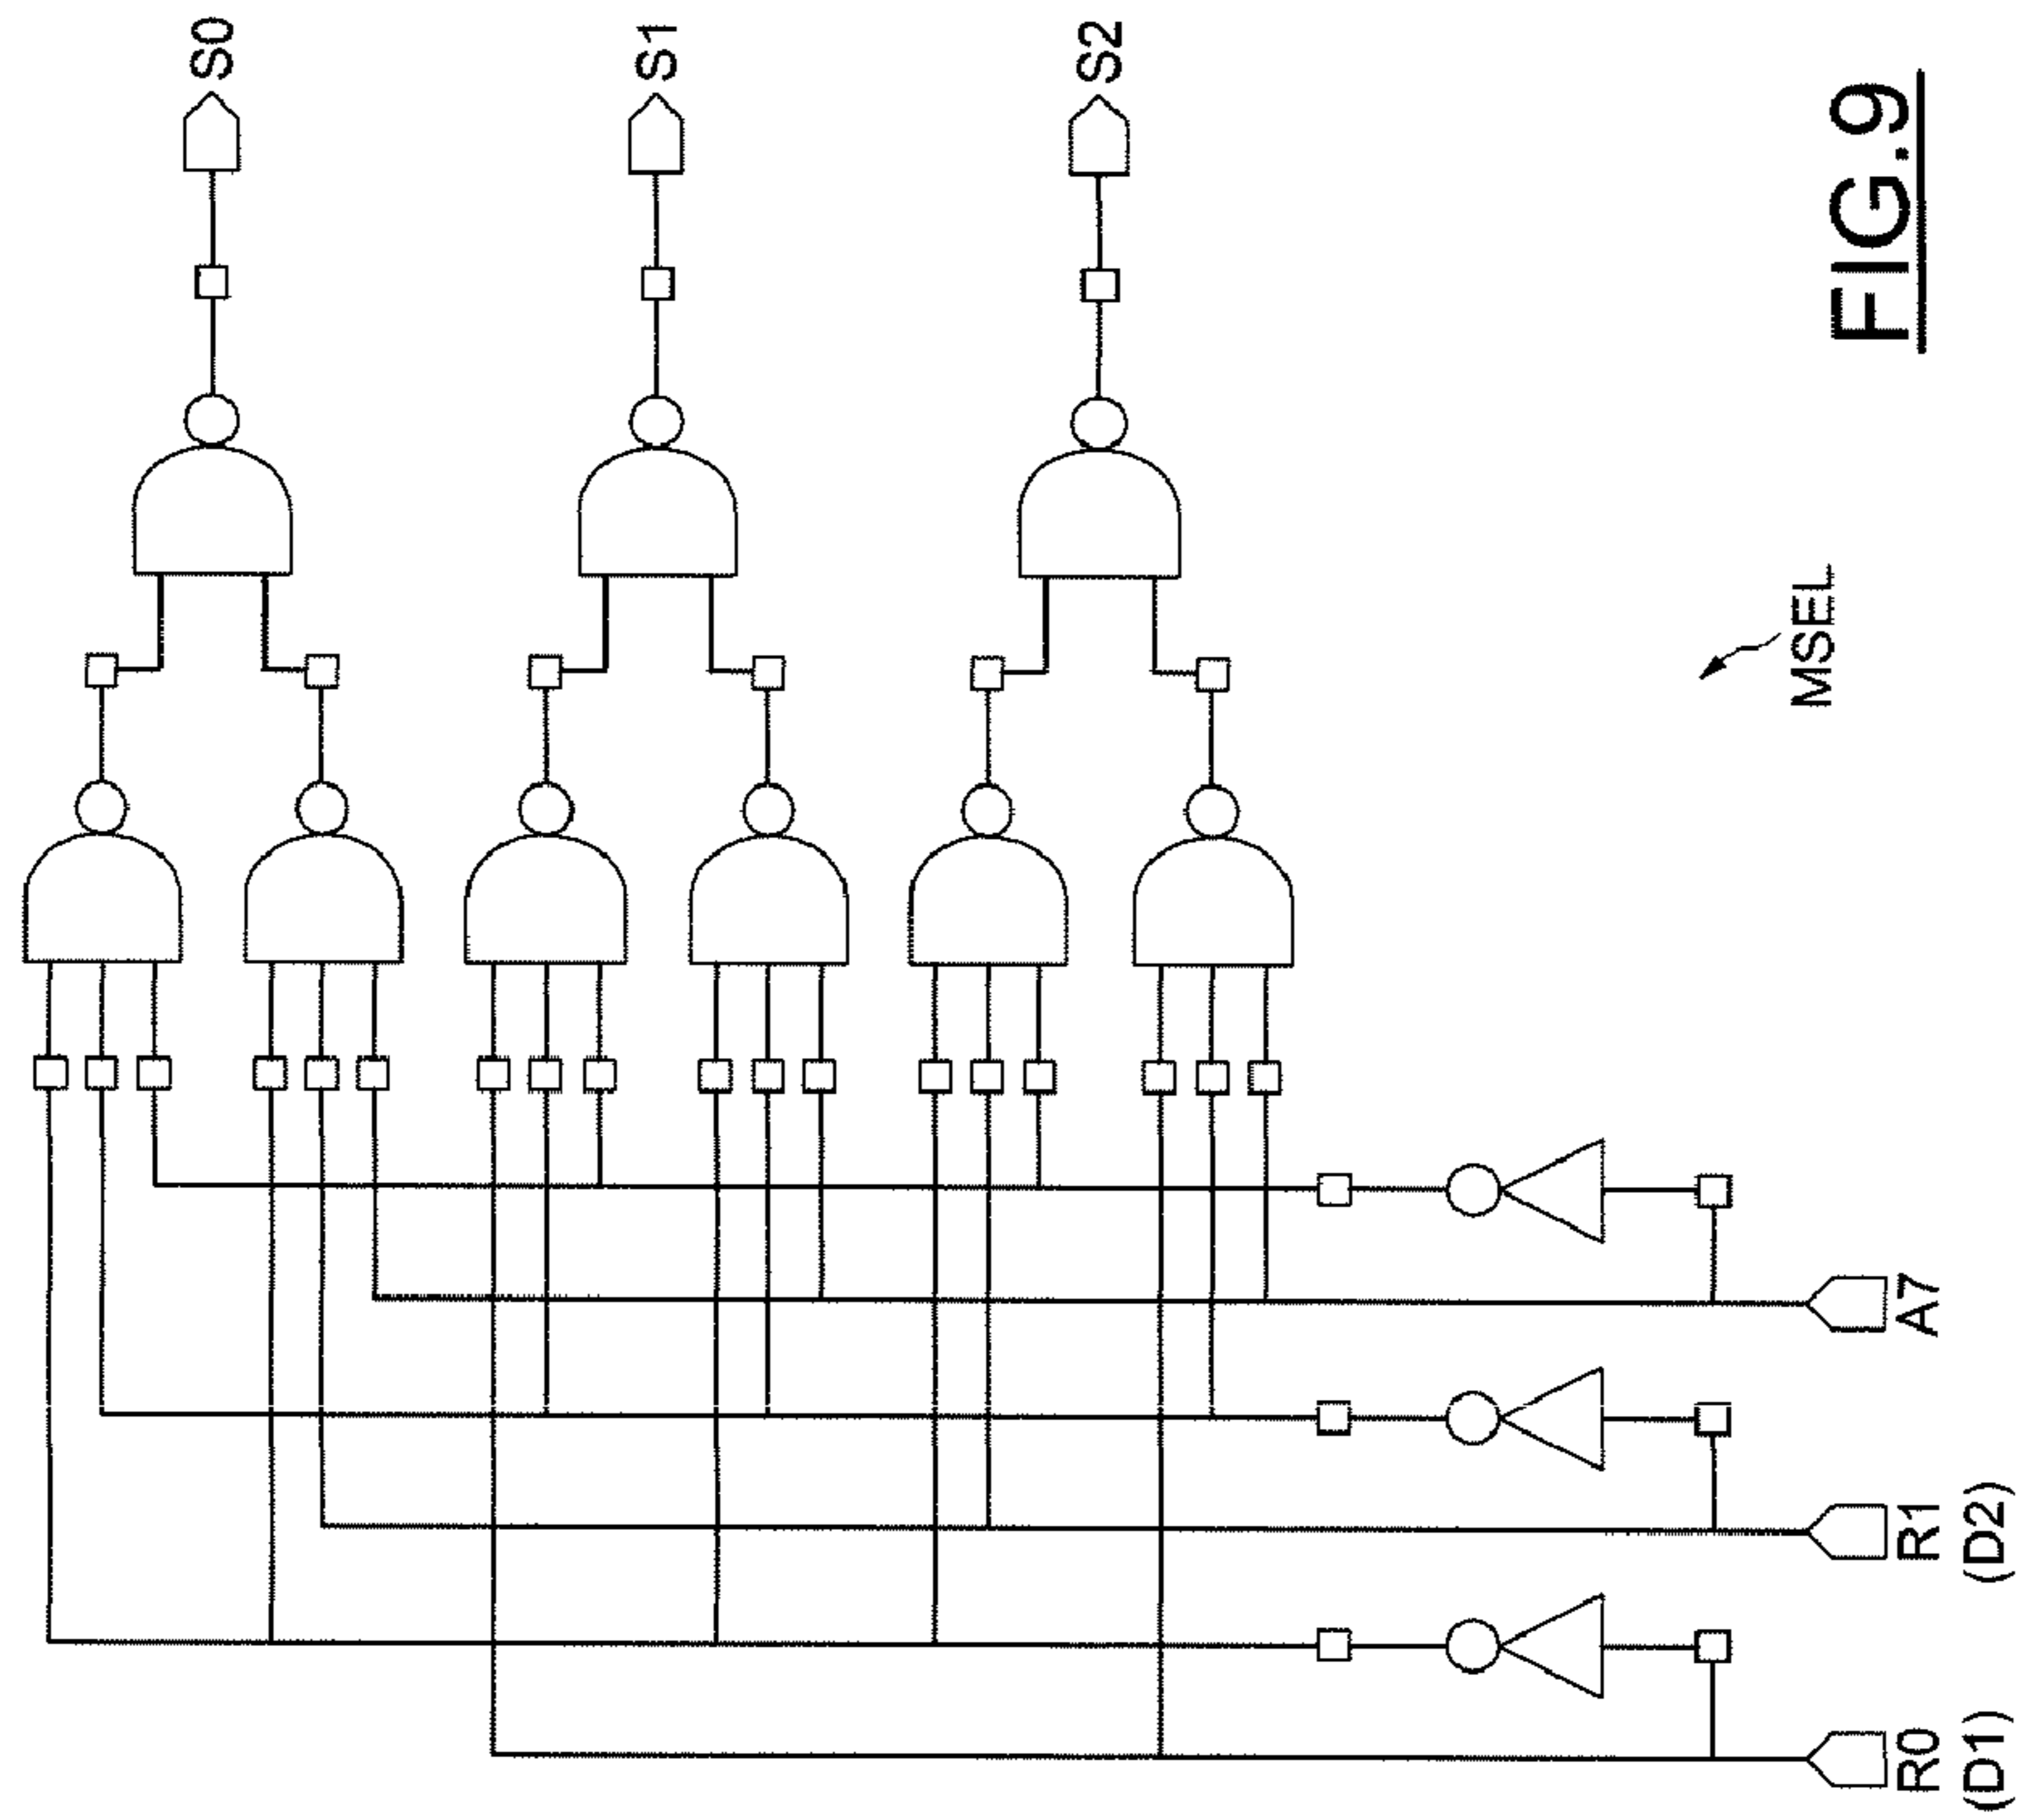 S0
S1
S2
FIG.9
MSEL
A7
R1
(D2)
R0
(D1)